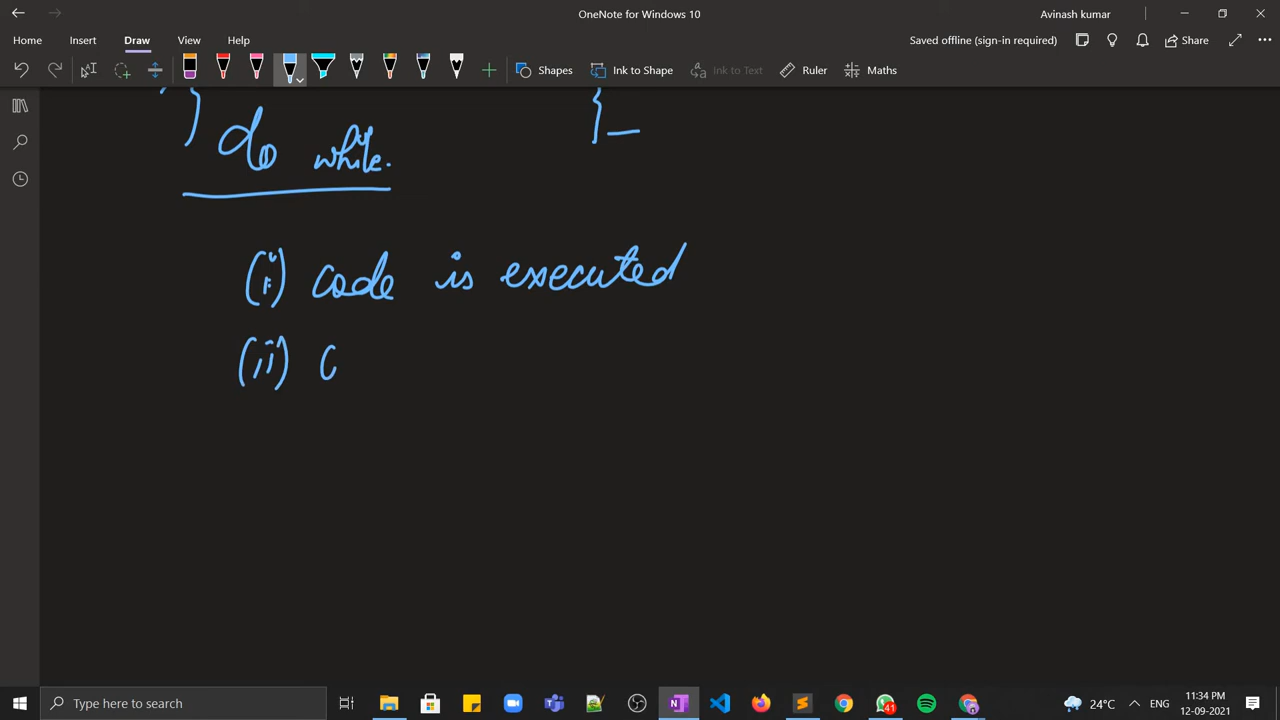 OneNote for Windows 10
Avinash kumar
Home Insert Draw View Help
Saved offline (sign-in required)
Share
Shapes
Ink to Shape
Ink to Text
Ruler
Maths
do while.
(i) code is executed
(ii) C
Type here to search
41
24°C
ENG
11:34 PM
12-09-2021